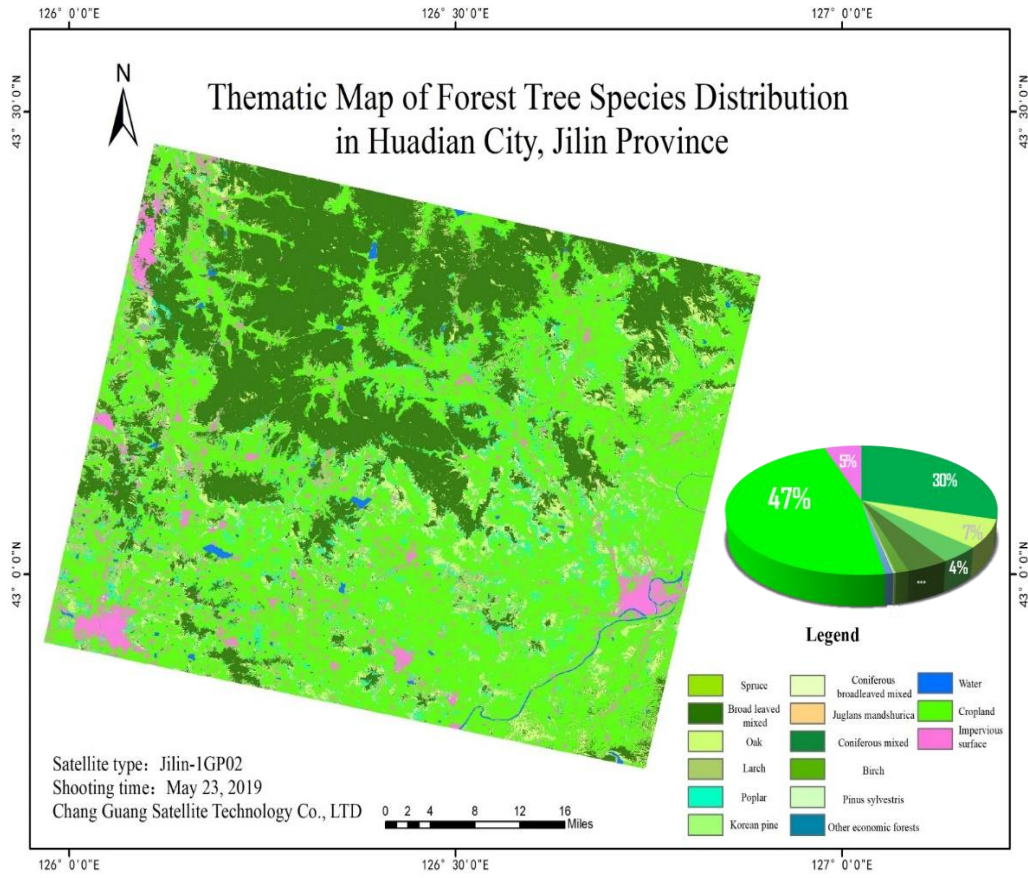 126° 0'0"E
126° 30'0"E
127° 0'0"E
43° 30'0"N
43° 30'0"N
N
Thematic Map of Forest Tree Species Distribution
in Huadian City, Jilin Province
5%
30%
47%
7%
4%
...
43° 0'0"N
43° 0'0"N
Legend
Spruce
Broad leaved
mixed
Oak
Larch
Poplar
Korean pine
Coniferous
broadleaved mixed
Juglans mandshurica
Coniferous mixed
Birch
Pinus sylvestris
Other economic forests
Water
Cropland
Impervious
surface
Satellite type: Jilin-1GP02
Shooting time: May 23, 2019
Chang Guang Satellite Technology Co., LTD
0 2 4 8 12 16
Miles
126° 0'0"E
126° 30'0"E
127° 0'0"E